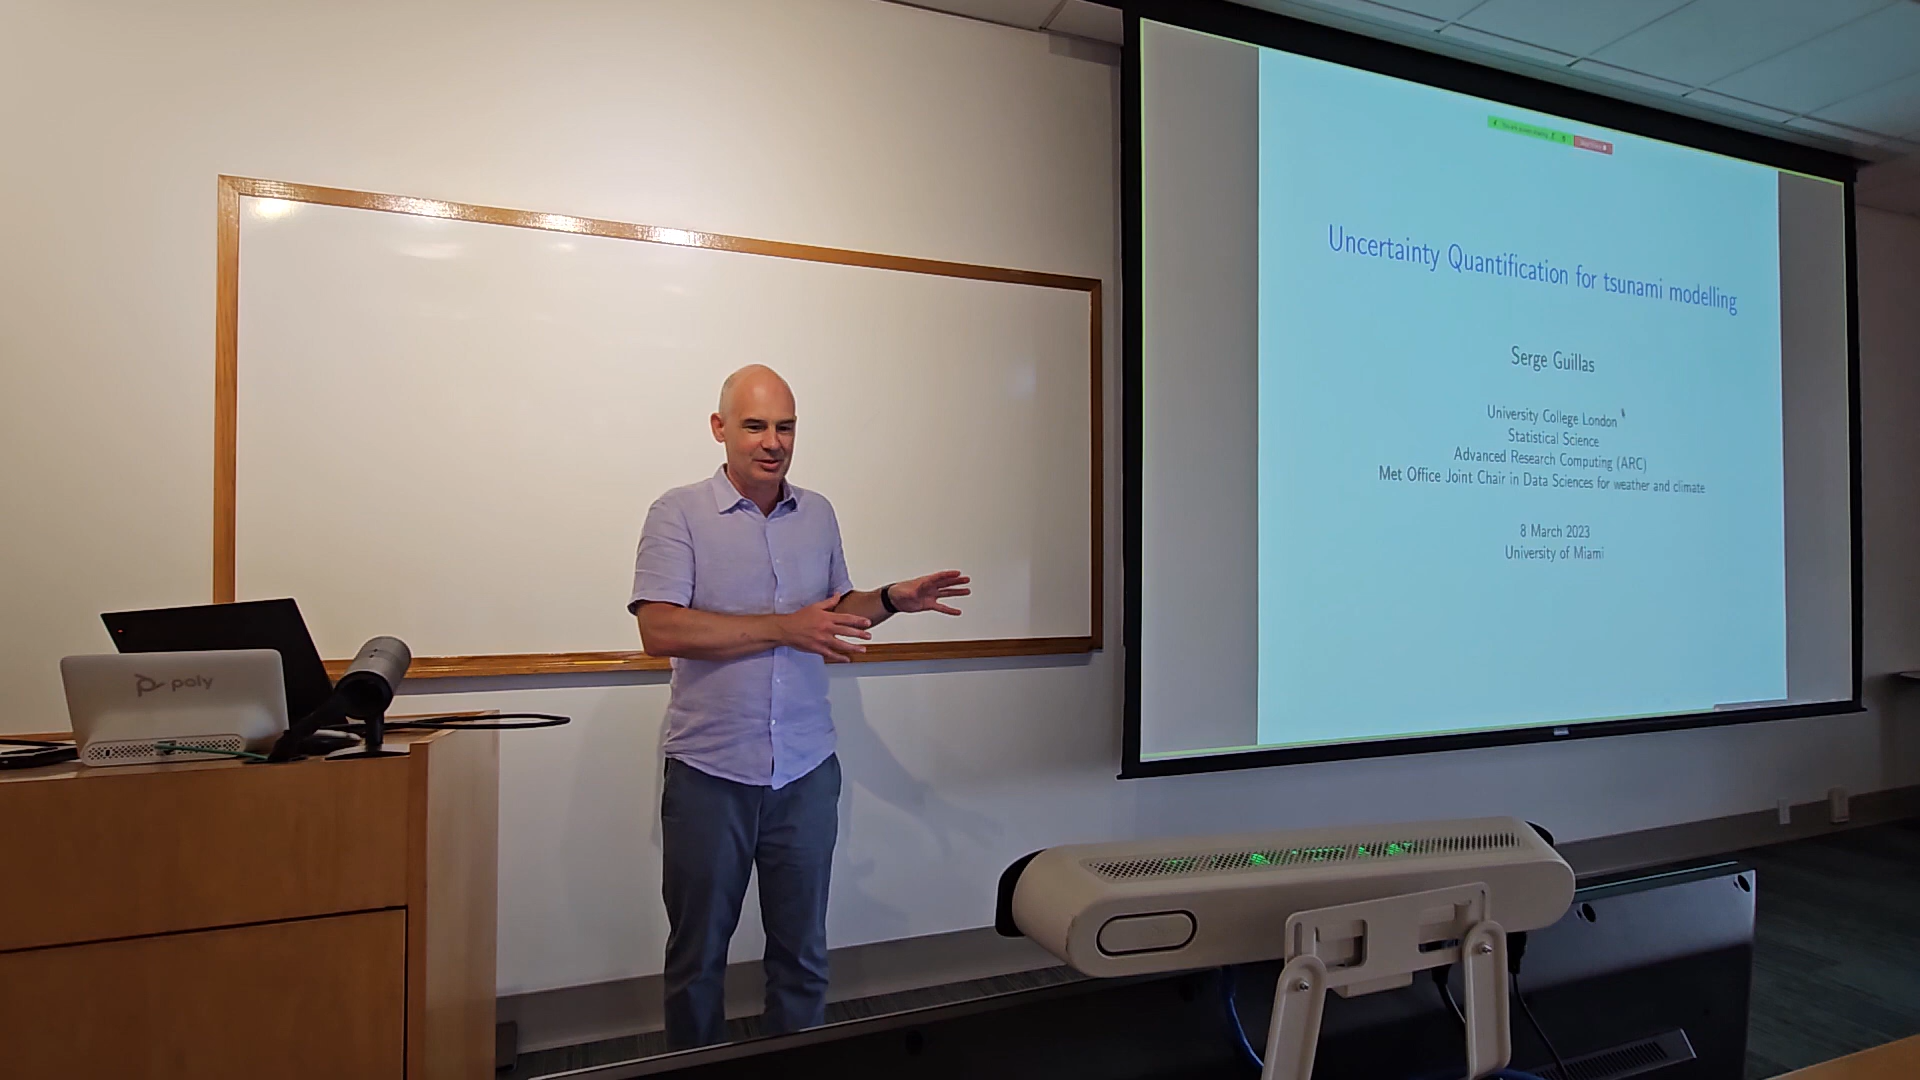 poly
Uncertainty Quantification for tsunami modelling
Serge Guillas
University College London
Statistical Science
Advanced Research Computing (ARC)
Met Office Joint Chair in Data Sciences for weather and climate
8 March 2023
University of Miami